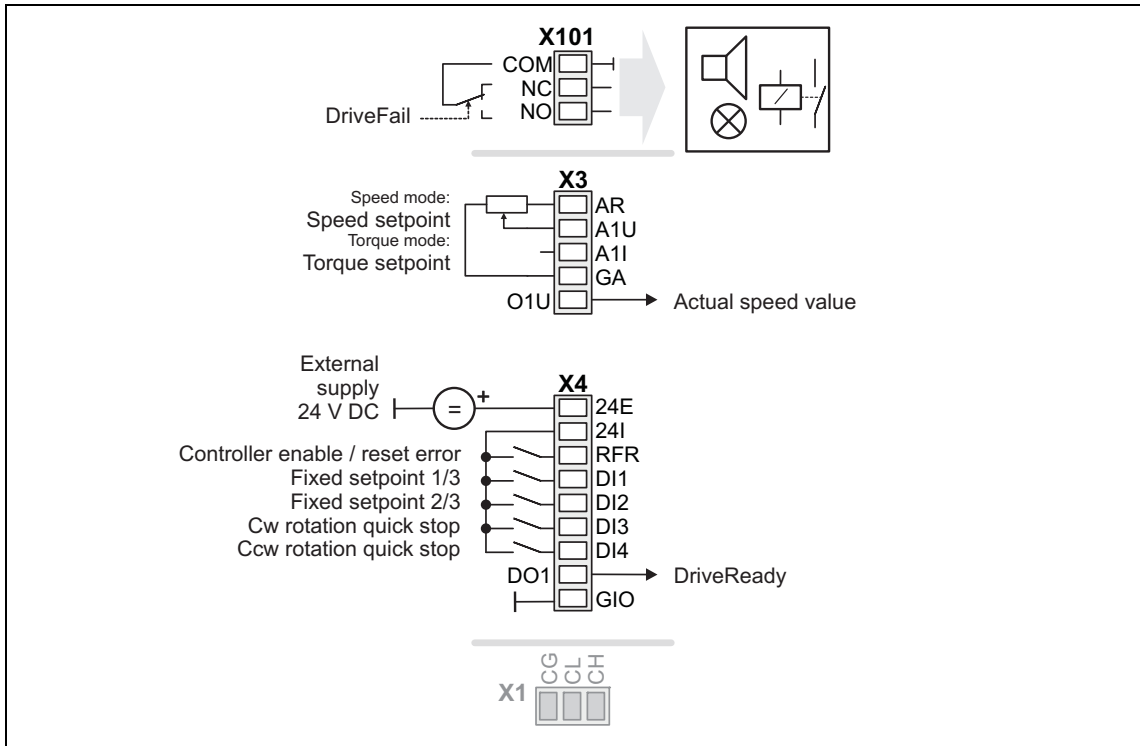 X101
COM
NC
NO
DriveFail
X3
Speed mode:
Speed setpoint
Torque mode:
Torque setpoint
AR
A1U
A1I
GA
O1U
Actual speed value
External
supply
24 V DC
=
+
X4
24E
24I
RFR
DI1
DI2
DI3
DI4
Controller enable / reset error
Fixed setpoint 1/3
Fixed setpoint 2/3
Cw rotation quick stop
Ccw rotation quick stop
DO1
DriveReady
GIO
X1
CG
CL
CH